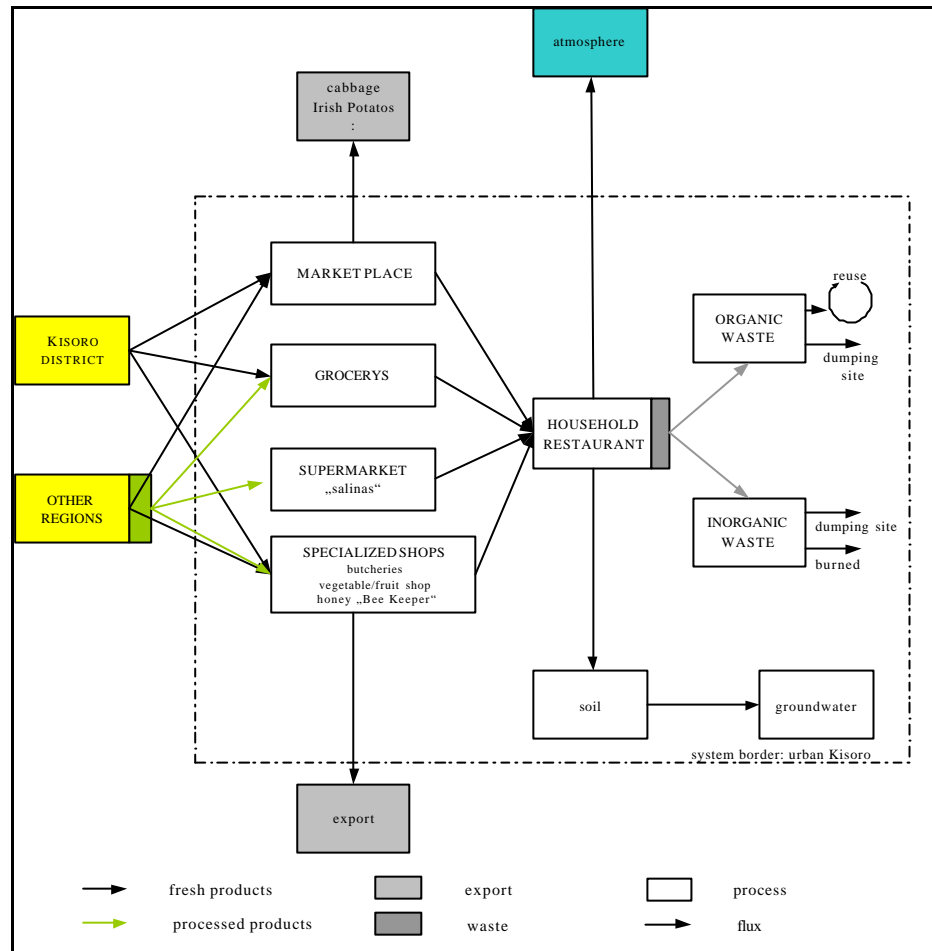 atmosphere
cabbage
Irish Potatos
:
MARKET PLACE
reuse
KISORO
DISTRICT
ORGANIC
WASTE
dumping
site
GROCERYS
HOUSEHOLD
RESTAURANT
SUPERMARKET
„salinas“
OTHER
REGIONS
INORGANIC
WASTE
dumping site
burned
SPECIALIZED SHOPS
butcheries
vegetable/fruit shop
honey „Bee Keeper“
soil
groundwater
system border: urban Kisoro
export
fresh products
export
process
processed products
waste
flux